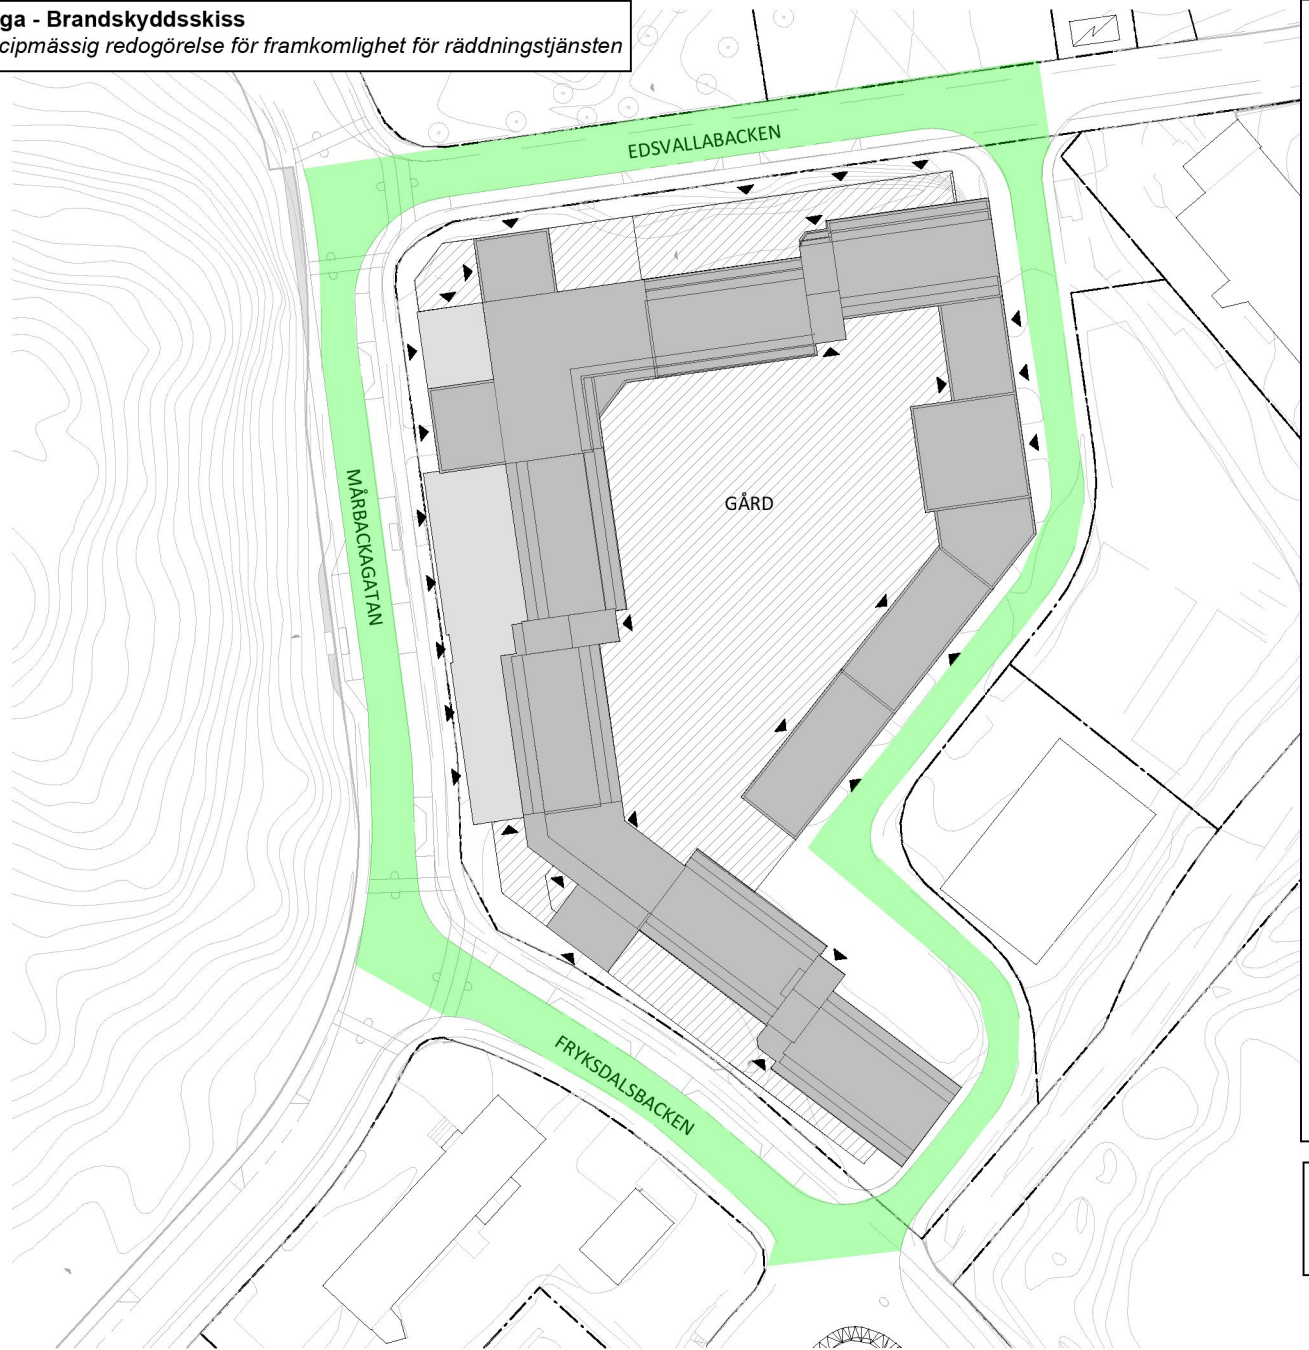 ga - Brandskyddsskiss
cipmässig redogörelse för framkomlighet för räddningstjänsten
EDSVALLABACKEN
GÅRD
MÅRBACKAGATAN
FRYKSDALSBACKEN